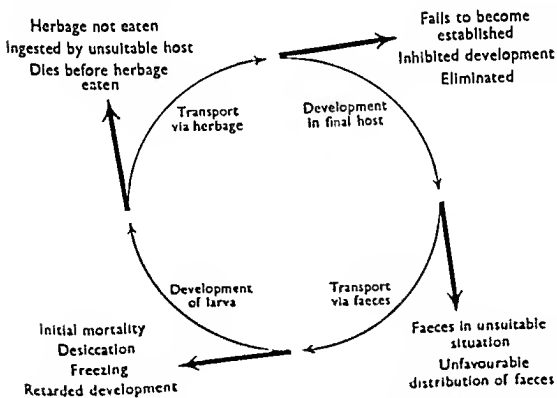 Herbage not eaten
Ingested by unsuitable host
Dies before herbage
eaten
Fails to become
established
Inhibited development
Eliminated
Transport
via herbage
Development
in final host
Development
of larva
Transport
via faeces
Initial mortality
Desiccation
Freezing
Retarded development
Faeces in unsuitable
situation
Unfavourable
distribution of faeces